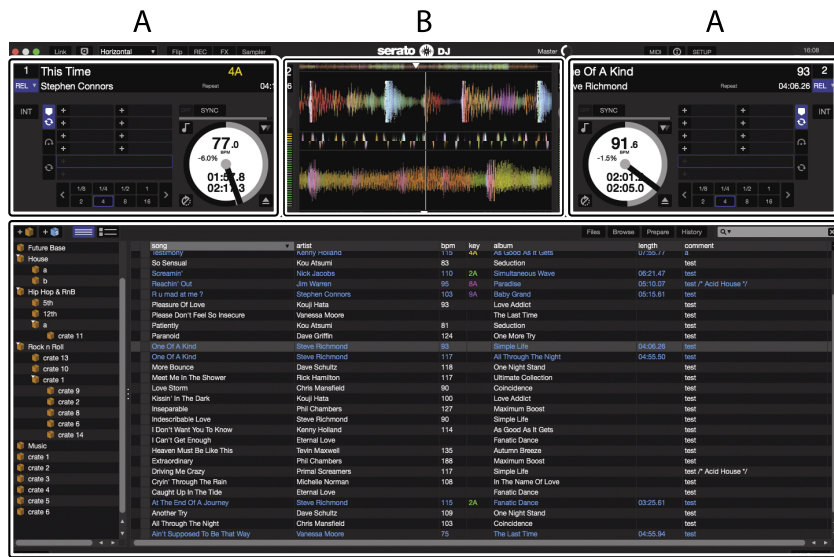 A B A
Link Horizontal Flip REC FX Sampler serato DJ Master MIDI SETUP 16:08
1 This Time 4A
REL Stephen Connors Repeat 04:1
e Of A Kind 93 2
ve Richmond Repeat 04:06.26 REL
INT SYNC
77.0
BPM
-6.0%
02:17.3
1/8 1/4 1/2 1
2 4 8 16
INT SYNC
91.6
BPM
-1.5%
02:05.0
1/8 1/4 1/2 1
2 4 8 16
Files Browse Prepare History
Future Base
House
a
b
Hip Hop & RnB
5th
12th
a
crate 11
Rock n Roll
crate 13
crate 10
crate 1
crate 9
crate 2
crate 8
crate 6
crate 14
Music
crate 1
crate 2
crate 3
crate 4
crate 5
crate 6
song artist bpm key album length comment
Testimony Kenny Holland 115 4A As Good As It Gets 07:55.77 a
So Sensual Kou Atsumi 83 Seduction test
Screamin' Nick Jacobs 110 2A Simultaneous Wave 06:21.47 test
Reachin' Out Jim Warren 95 Paradise 05:10.07 test /* Acid House */
R u mad at me ? Stephen Connors 103 9A Baby Grand 05:15.61 test
Pleasure Of Love Kouji Hata 93 Love Addict test
Please Don't Feel So Insecure Vanessa Moore The Last Time test
Patiently Kou Atsumi 81 Seduction test
Paranoid Dave Griffin 124 One More Try test
One Of A Kind Steve Richmond 93 Simple Life 04:06.26 test
One Of A Kind Steve Richmond 117 All Through The Night 04:55.50 test
More Bounce Dave Schultz 118 One Night Stand test
Meet Me In The Shower Rick Hamilton 117 Ultimate Collection test
Love Storm Chris Mansfield 90 Coincidence test
Kissin' In The Dark Kouji Hata 100 Love Addict test
Inseparable Phil Chambers 127 Maximum Boost test
Indescribable Love Steve Richmond 90 Simple Life test
I Don't Want You To Know Kenny Holland 114 As Good As It Gets test
I Can't Get Enough Eternal Love Fanatic Dance test
Heaven Must Be Like This Tevin Maxwell 135 Autumn Breeze test
Extraordinary Phil Chambers 188 Maximum Boost test
Driving Me Crazy Primal Screamers 117 Simple Life test /* Acid House */
Cryin' Through The Rain Michelle Norman 108 In The Name Of Love test
Caught Up In The Tide Eternal Love Fanatic Dance test
At The End Of A Journey Steve Richmond 115 2A Fanatic Dance 03:25.61 test
Another Try Dave Schultz 109 One Night Stand test
All Through The Night Chris Mansfield 103 Coincidence test
Ain't Supposed To Be That Way Vanessa Moore 75 The Last Time 04:55.94 test